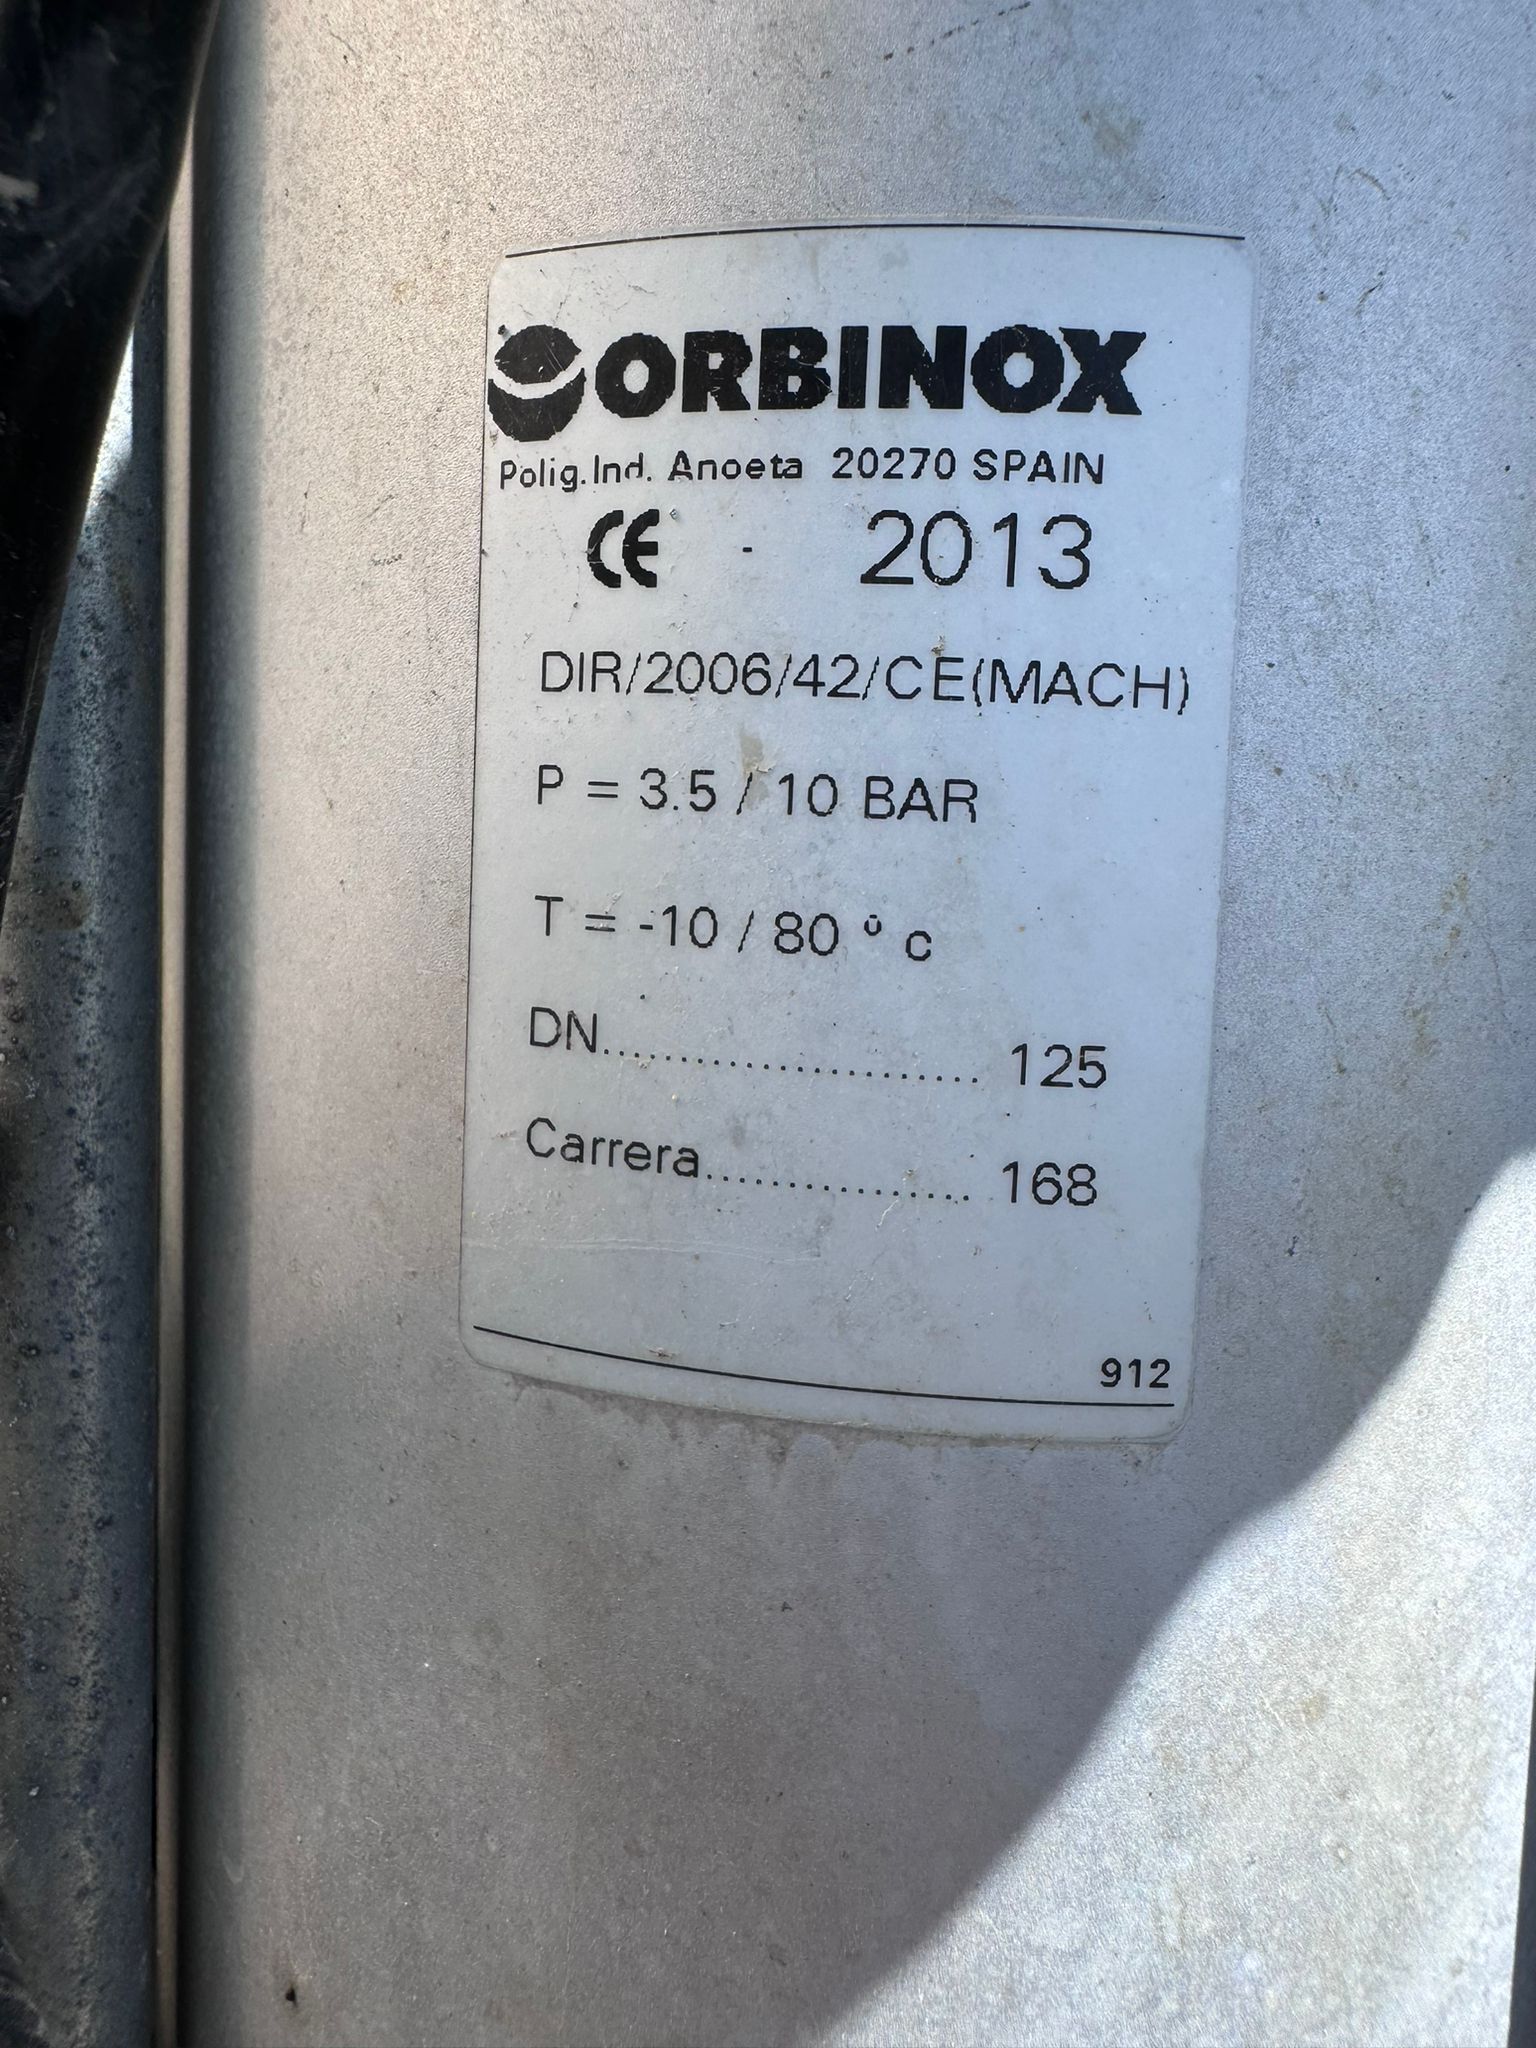 ORBINOX
Polig.Ind. Anoeta 20270 SPAIN
CE - 2013
DIR/2006/42/CE(MACH)
P = 3.5 / 10 BAR
T = -10 / 80 º c
DN....................... 125
Carrera................ 168
912